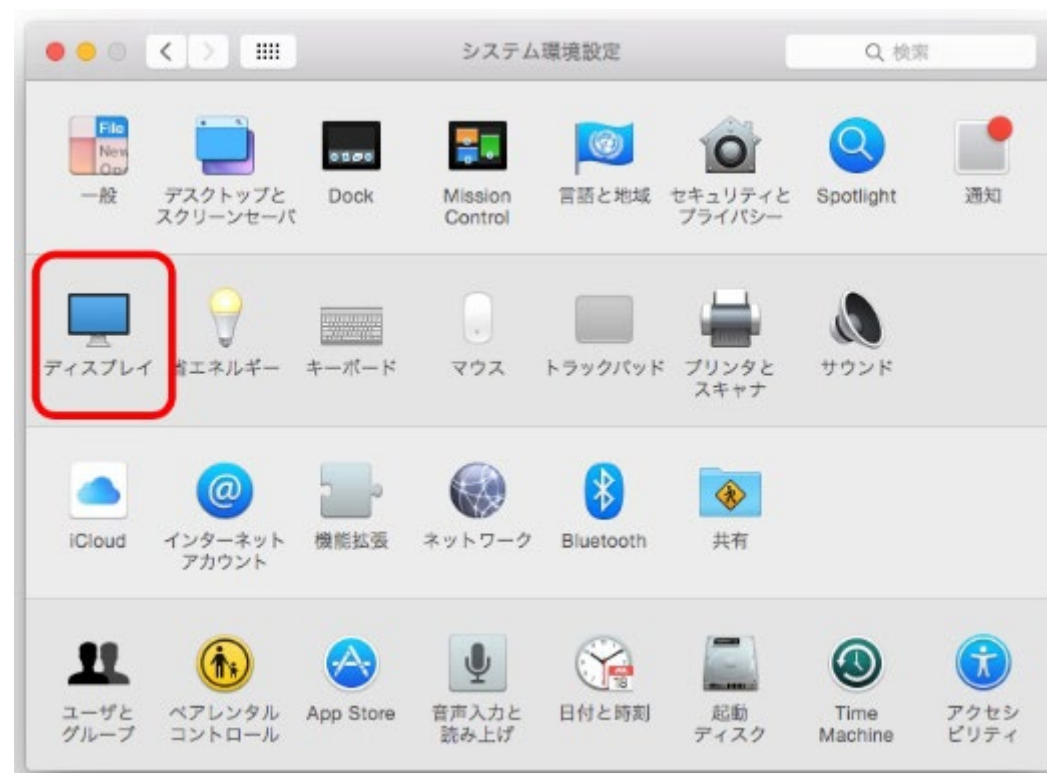 システム環境設定
検索
File
New
Ope
一般
デスクトップと
スクリーンセーバ
Dock
Mission
Control
言語と地域
セキュリティと
プライバシー
Spotlight
通知
ディスプレイ
省エネルギー
キーボード
マウス
トラックパッド
プリンタと
スキャナ
サウンド
iCloud
@
インターネット
アカウント
機能拡張
ネットワーク
Bluetooth
共有
ユーザと
グループ
ペアレンタル
コントロール
App Store
音声入力と
読み上げ
18
日付と時刻
起動
ディスク
Time
Machine
アクセシ
ビリティ